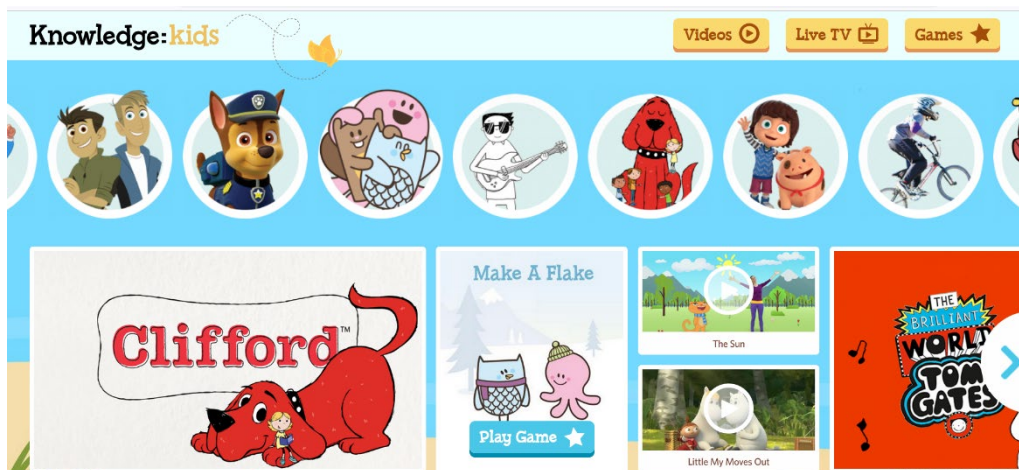 Knowledge:kids
Videos
Live TV
Games
Clifford™
Make A Flake
Play Game
The Sun
Little My Moves Out
THE
BRILLIANT
WORLD
TOM
GATES